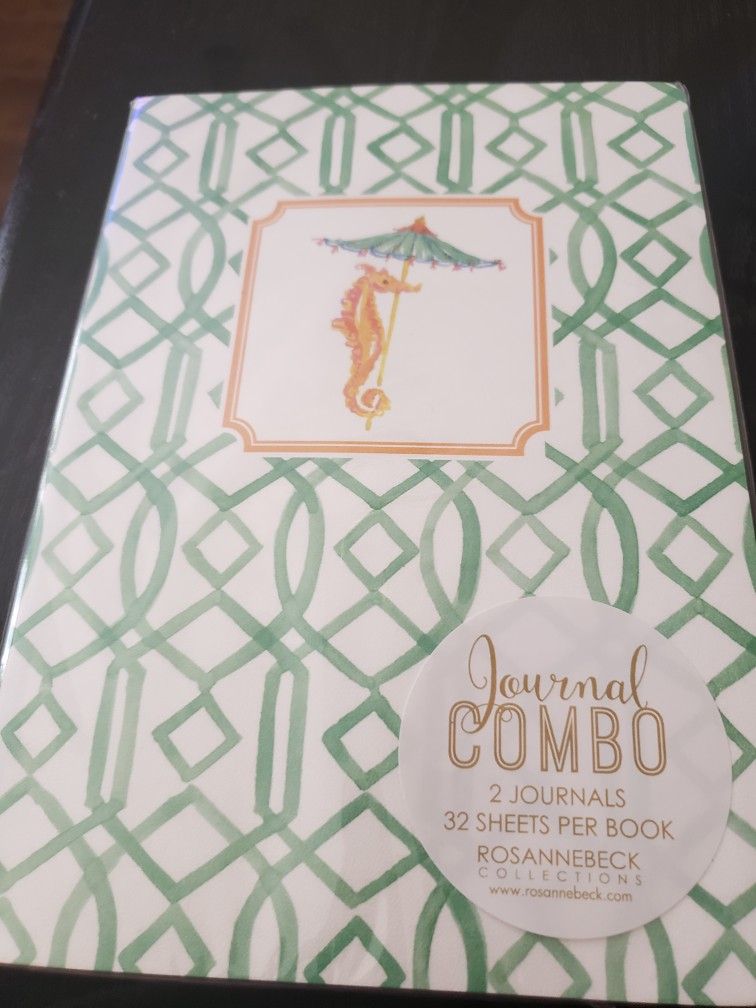 Journal
COMBO
2 JOURNALS
32 SHEETS PER BOOK
ROSANNEBECK
COLLECTIONS
www.rosannebeck.com